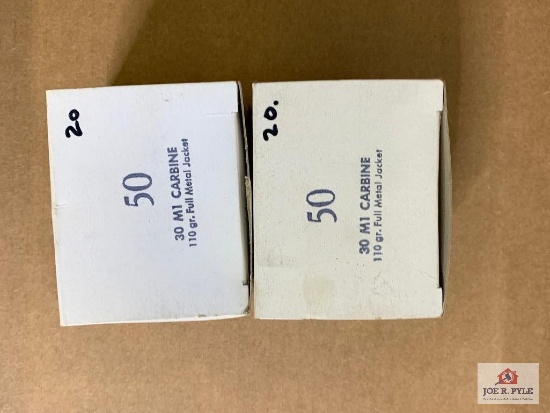 20
50
30 M1 CARBINE
110 gr. Full Metal Jacket
20.
50
30 M1 CARBINE
110 gr. Full Metal Jacket
JOE R. PYLE